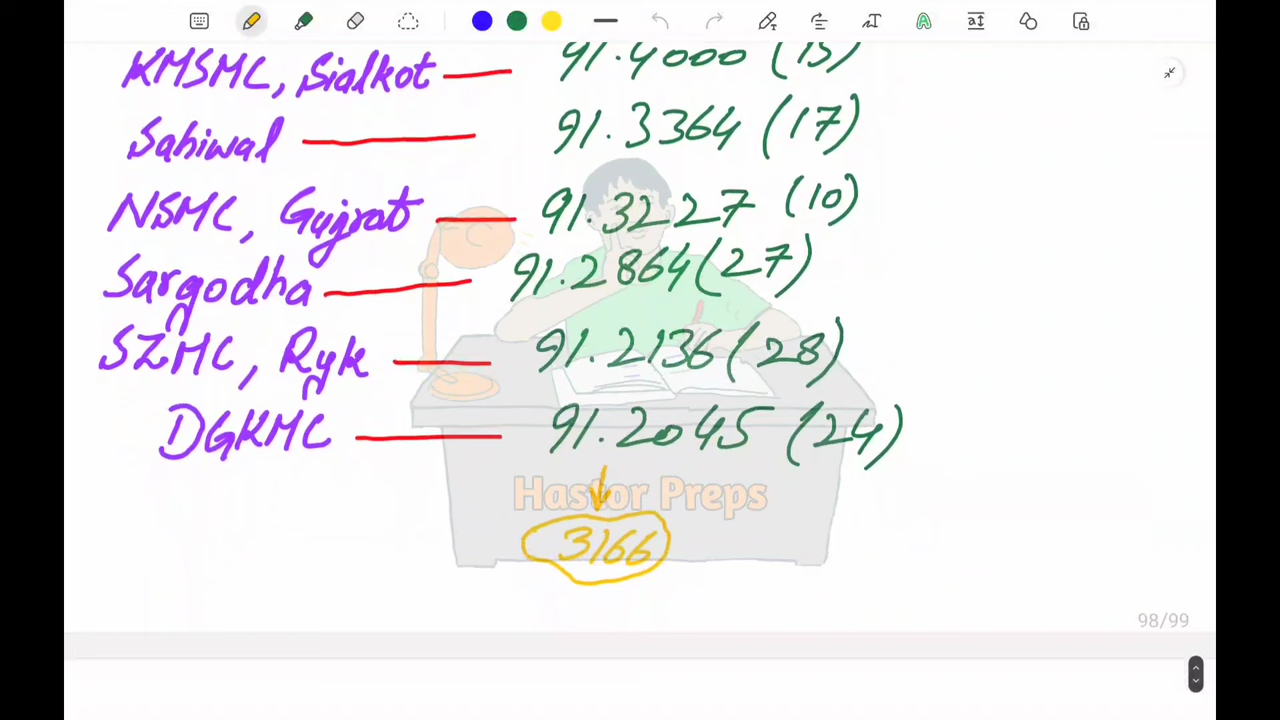 KMSMC, Sialkot — 91.4000 (15)
Sahiwal — 91.3364 (17)
NSMC, Gujrat — 91.3227 (10)
Sargodha — 91.2864 (27)
SZMC, Ryk — 91.2136 (28)
DGKMC — 91.2045 (24)
Hastor Preps
3166
98/99